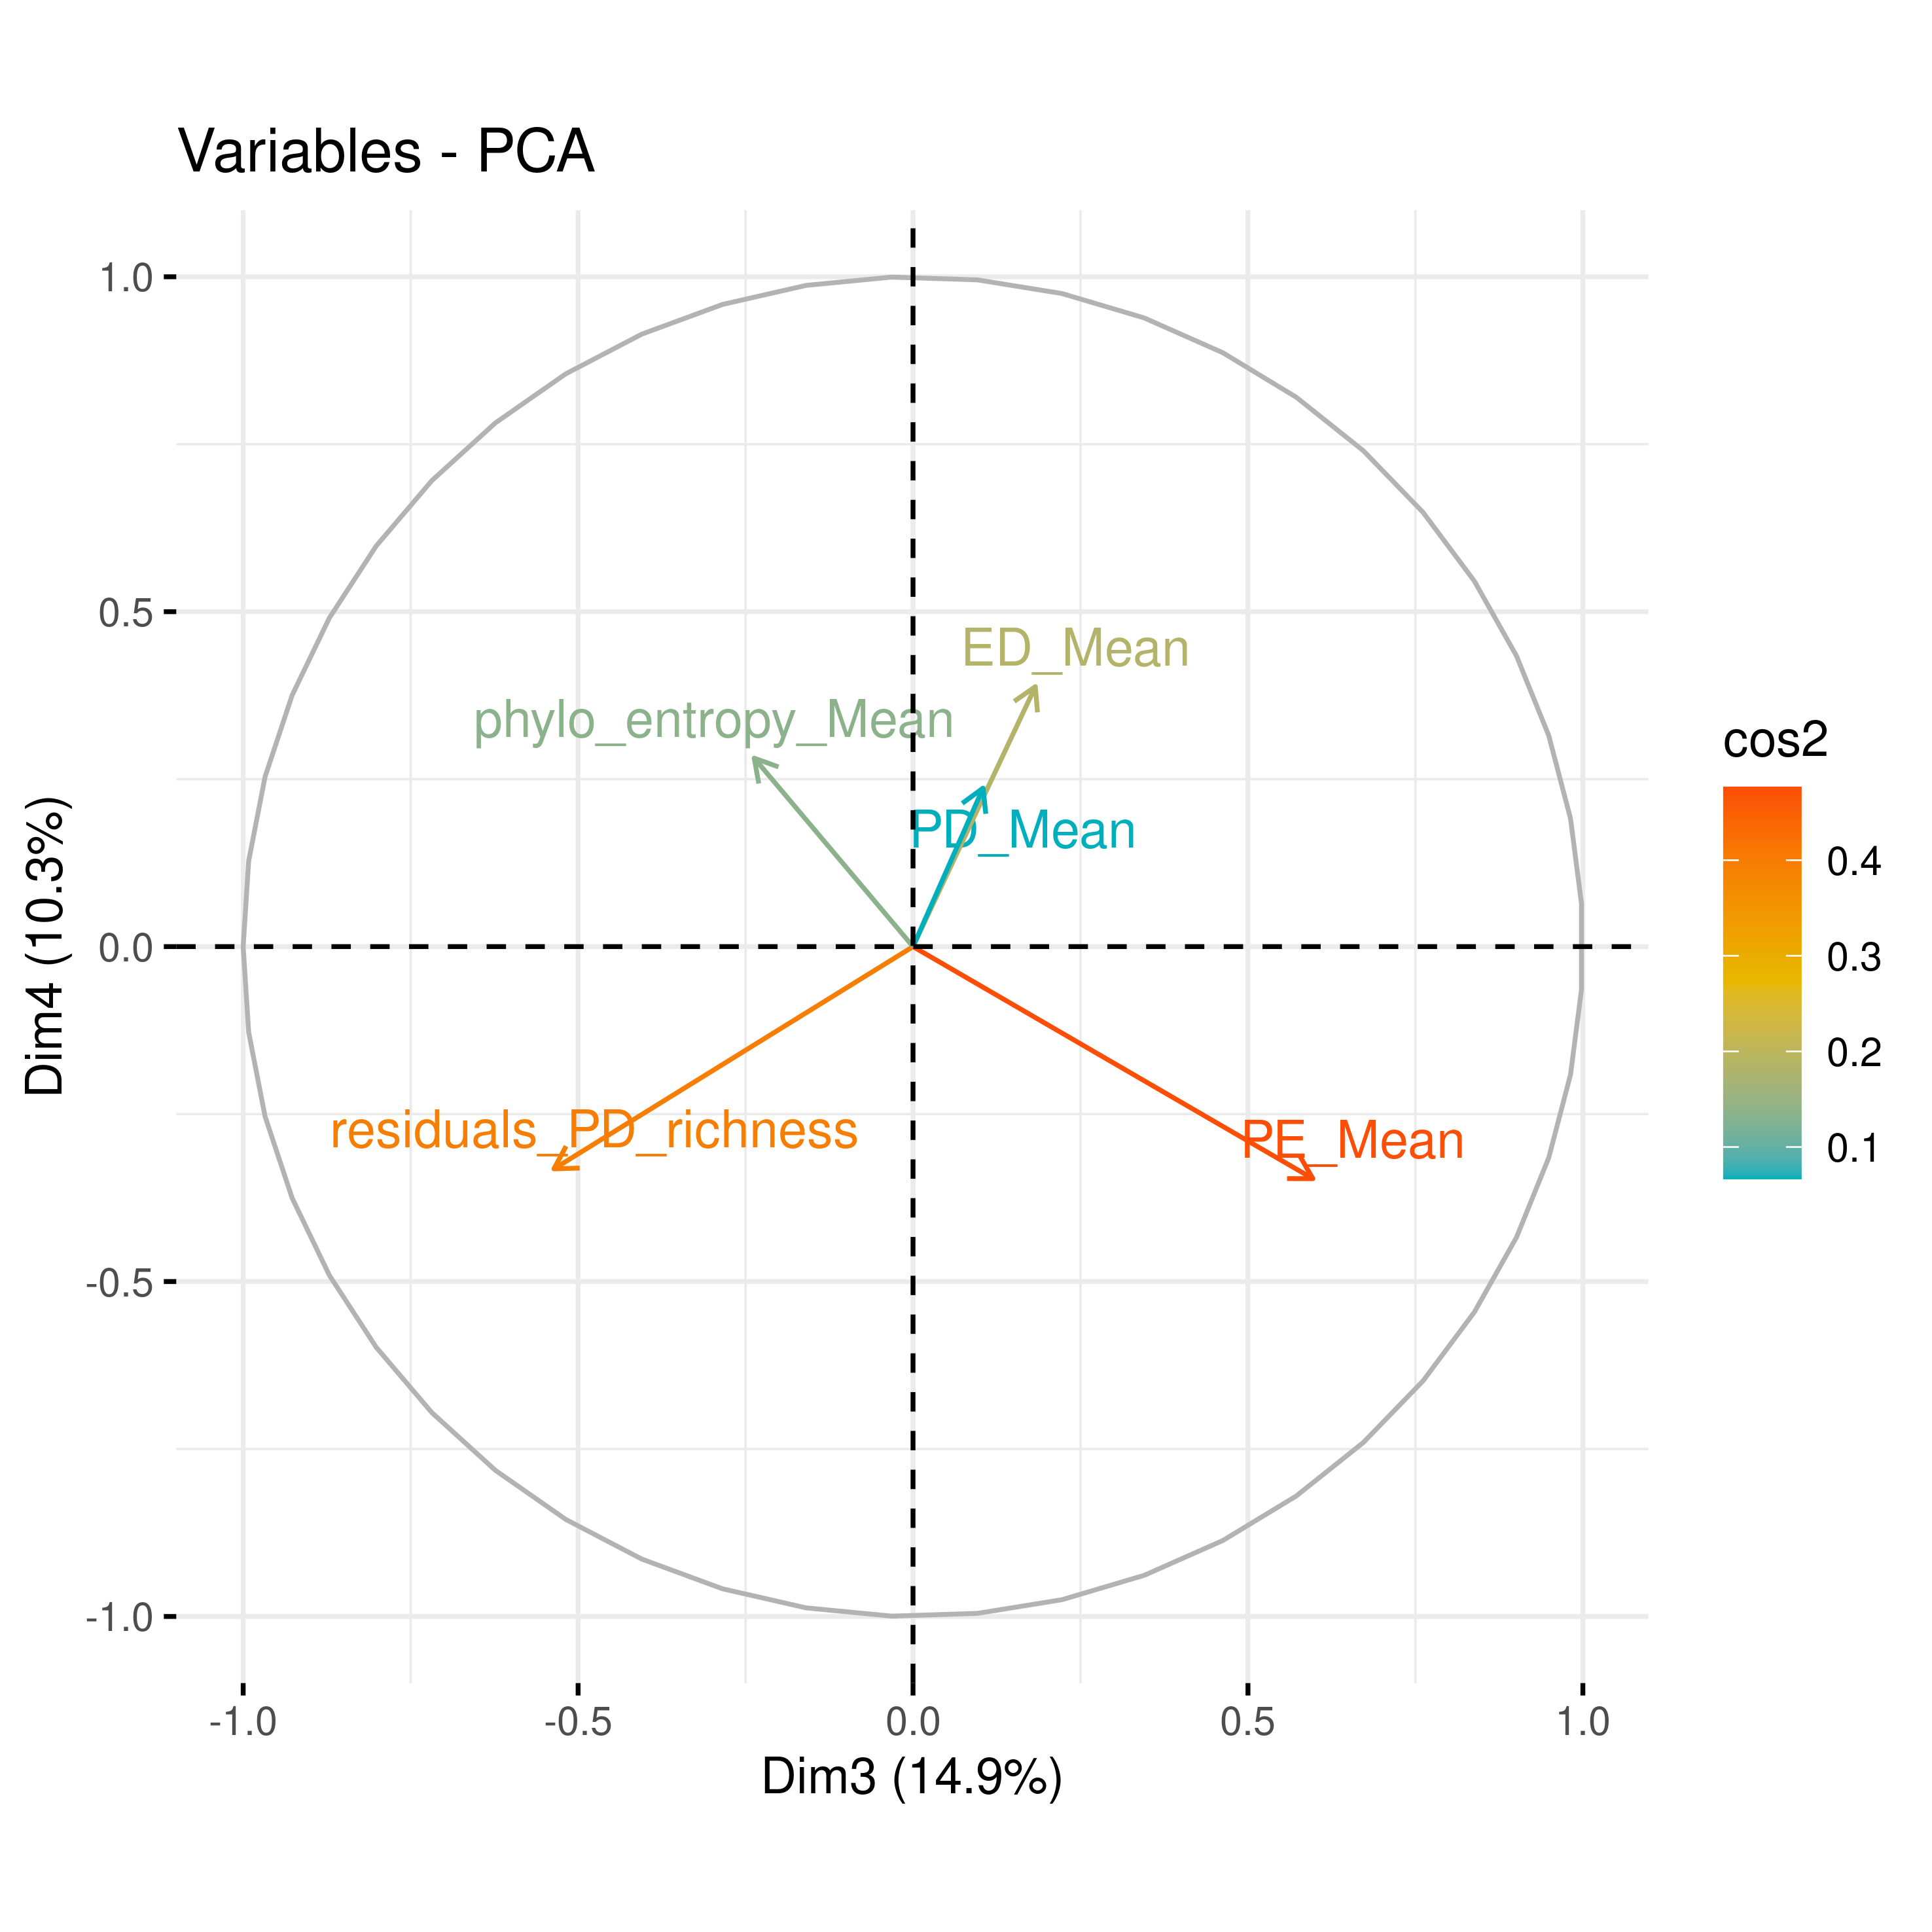 Variables - PCA
1.0
0.5
0.0
-0.5
-1.0
Dim4 (10.3%)
ED_Mean
phylo_entropy_Mean
PD_Mean
residuals_PD_richness
PE_Mean
-1.0
-0.5
0.0
0.5
1.0
Dim3 (14.9%)
cos2
0.4
0.3
0.2
0.1